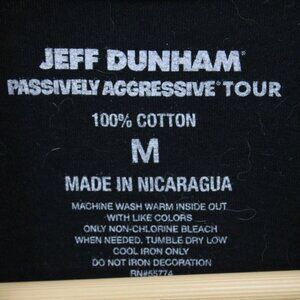 JEFF DUNHAM
PASSIVELY AGGRESSIVE TOUR
100% COTTON
M
MADE IN NICARAGUA
MACHINE WASH WARM INSIDE OUT
WITH LIKE COLORS
ONLY NON-CHLORINE BLEACH
WHEN NEEDED. TUMBLE DRY LOW
COOL IRON ONLY
DO NOT IRON DECORATION
RN#55774